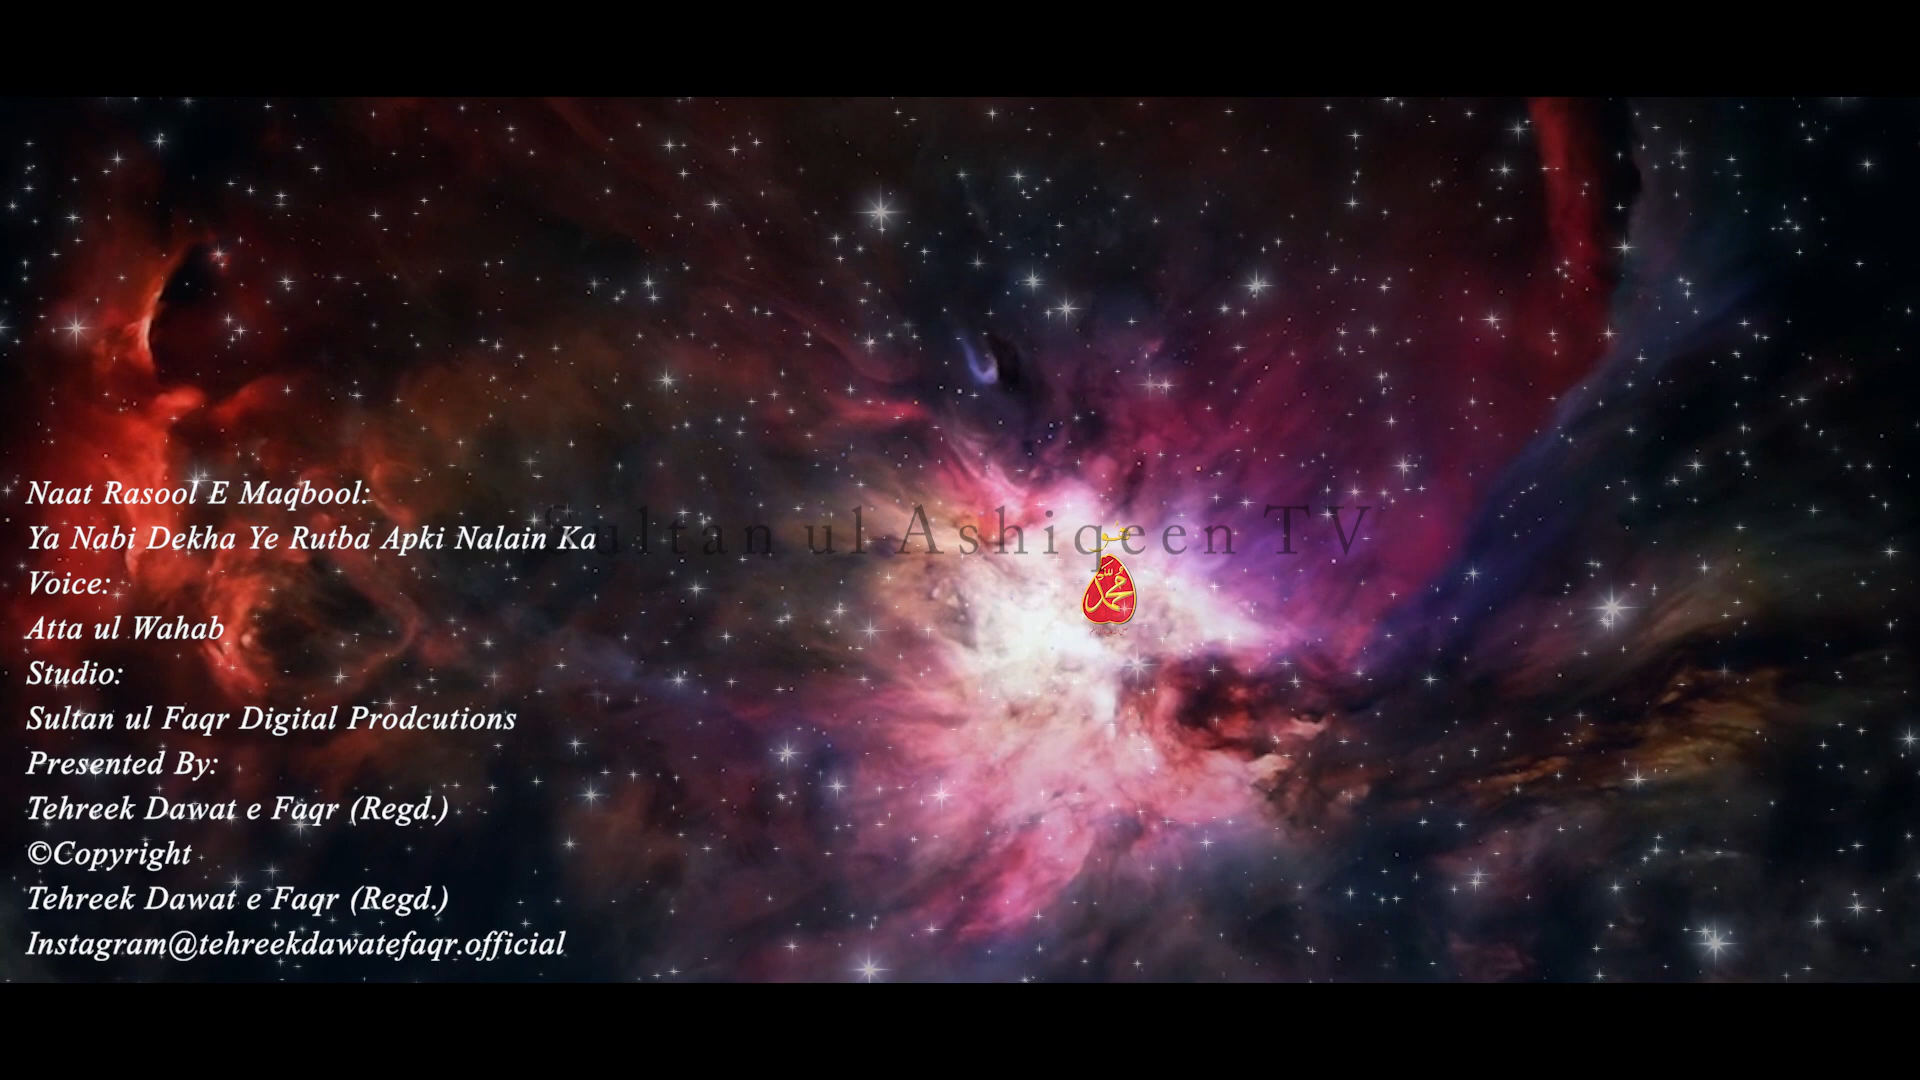 Naat Rasool E Maqbool:
Ya Nabi Dekha Ye Rutba Apki Nalain Ka
Sultan ul Ashiqeen TV
محمد
Voice:
Atta ul Wahab
Studio:
Sultan ul Faqr Digital Prodcutions
Presented By:
Tehreek Dawat e Faqr (Regd.)
©Copyright
Tehreek Dawat e Faqr (Regd.)
Instagram@tehreekdawatefaqr.official